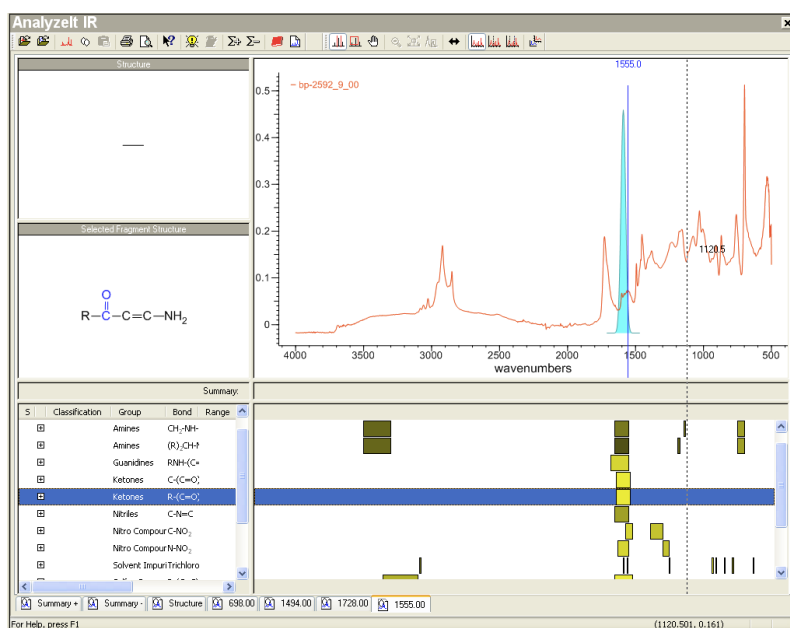 AnalyzeIt IR
Structure
Selected Fragment Structure
O
R-C-C=C-NH₂
1555.0
bp-2592_9_00
0.5
0.4
0.3
0.2
0.1
0
1120.5
4000 3500 3000 2500 2000 1500 1000 500
wavenumbers
Summary:
S Classification Group Bond Range
Amines CH₂-NH-
Amines (R)₂CH-N
Guanidines RNH-(C=
Ketones C-(C=O)
Ketones R-(C=O)
Nitriles C-N=C
Nitro Compour C-NO₂
Nitro Compour N-NO₂
Solvent Impuri Trichloro
Summary + Summary - Structure 698.00 1494.00 1728.00 1555.00
For Help, press F1
(1120.501, 0.161)